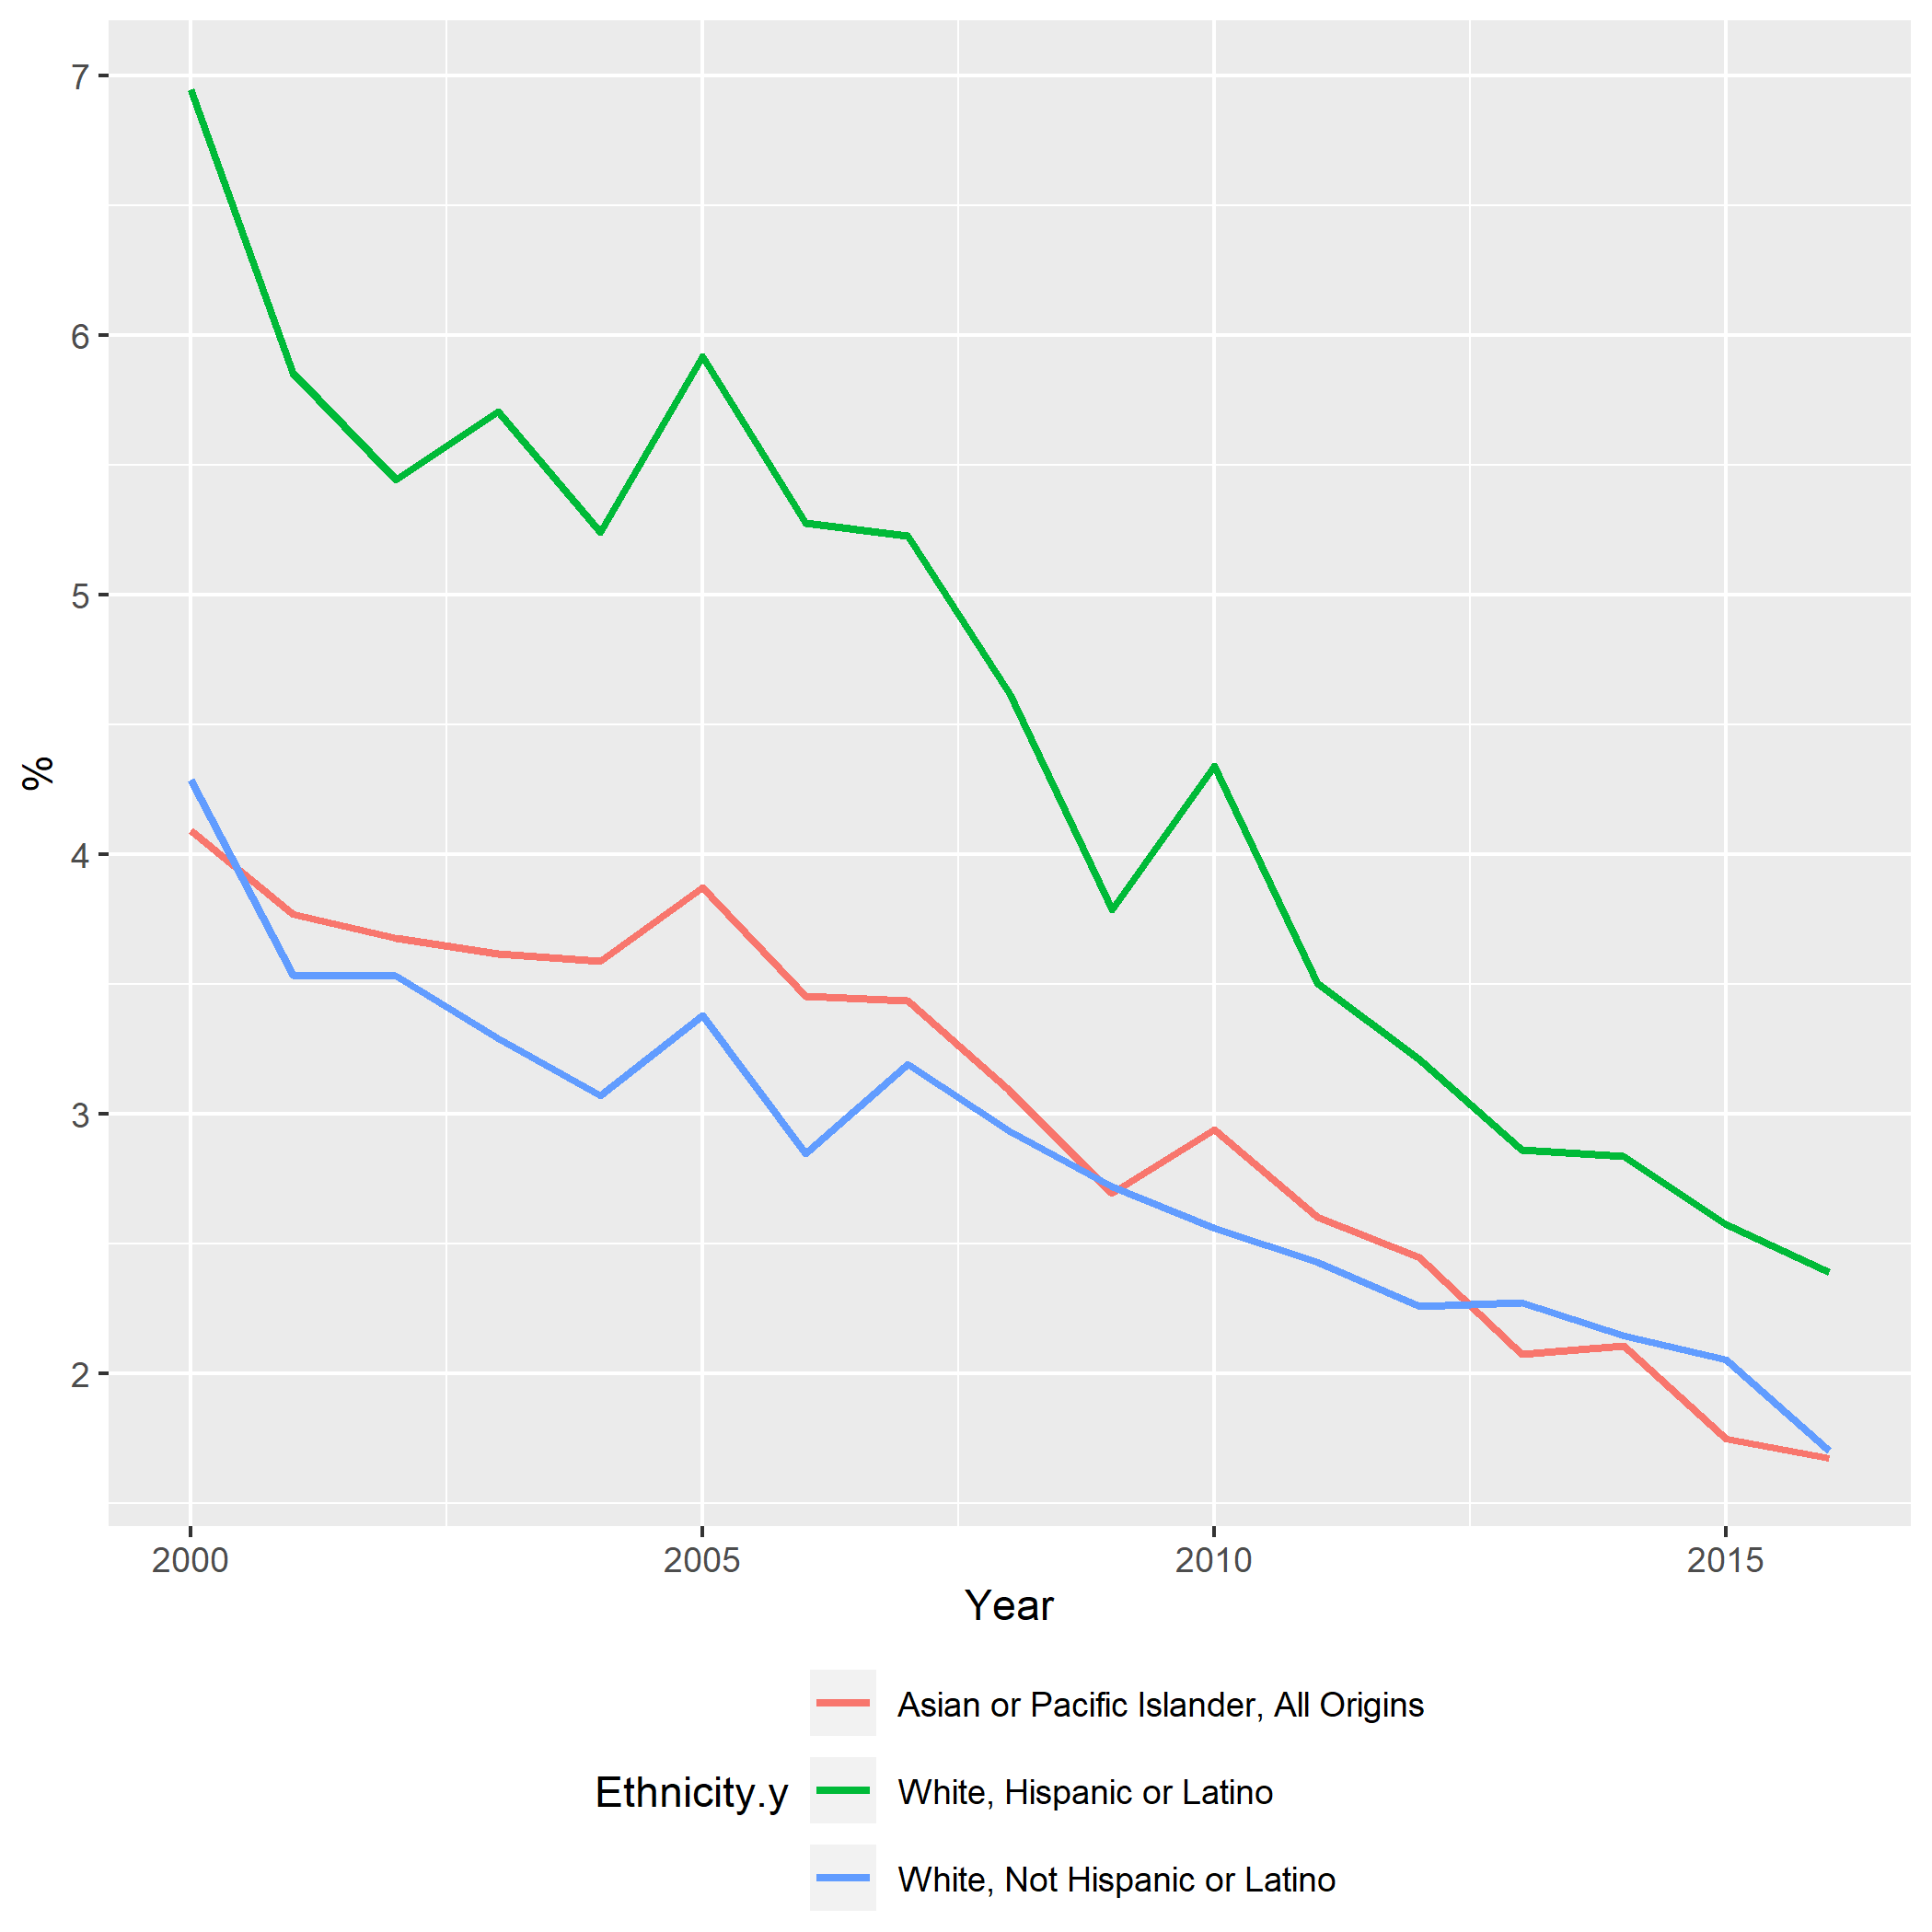 7
6
5
4
3
2
%
2000 2005 2010 2015
Year
Ethnicity.y
Asian or Pacific Islander, All Origins
White, Hispanic or Latino
White, Not Hispanic or Latino